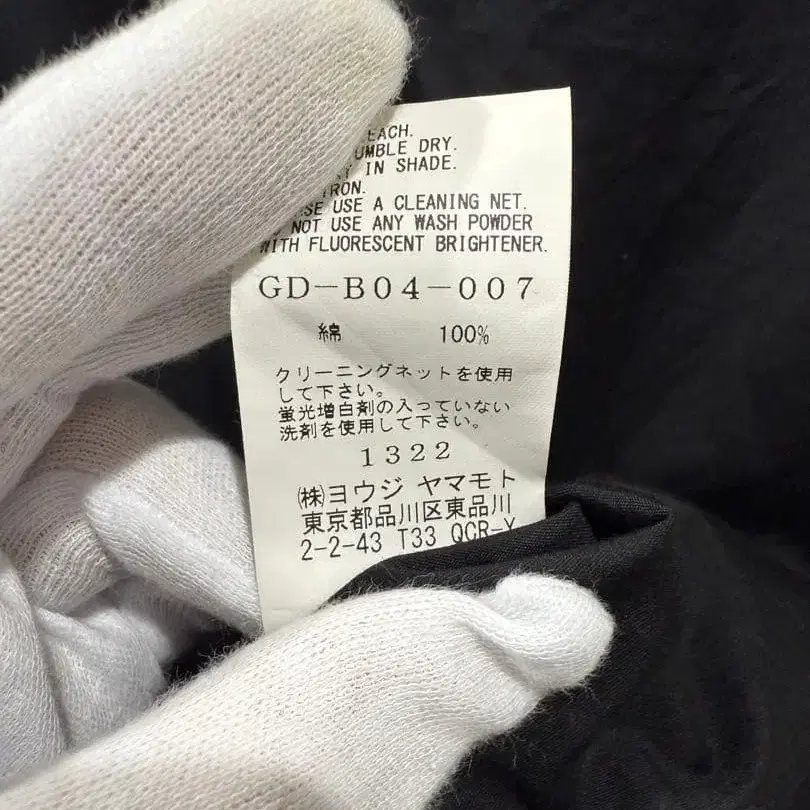 EACH.
UMBLE DRY.
IN SHADE.
IRON.
SE USE A CLEANING NET.
NOT USE ANY WASH POWDER
WITH FLUORESCENT BRIGHTENER.
GD-B04-007
綿 100%
クリーニングネットを使用
して下さい。
蛍光増白剤の入っていない
洗剤を使用して下さい。
1322
(株)ヨウジ ヤマモト
東京都品川区東品川
2-2-43 T33 QCR-Y